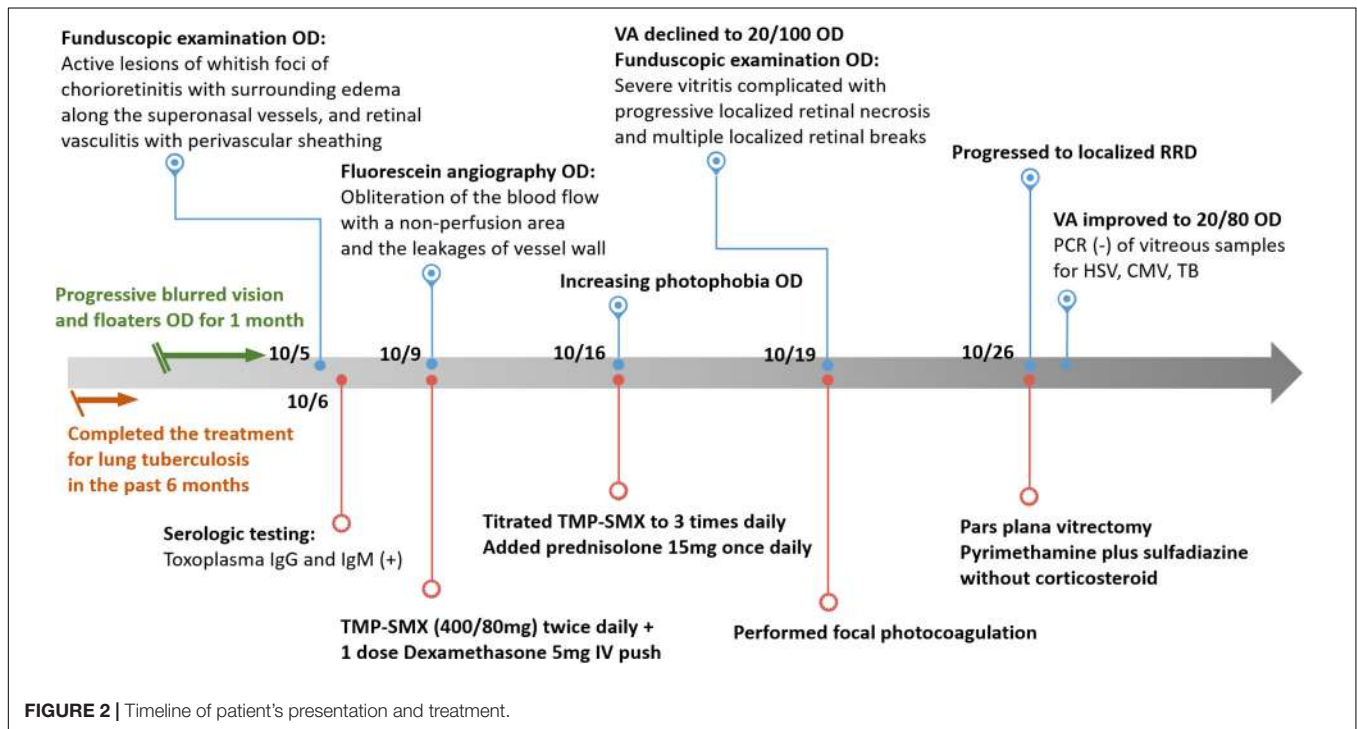 Funduscopic examination OD:
Active lesions of whitish foci of
chorioretinitis with surrounding edema
along the superonasal vessels, and retinal
vasculitis with perivascular sheathing
Fluorescein angiography OD:
Obliteration of the blood flow
with a non-perfusion area
and the leakages of vessel wall
Increasing photophobia OD
VA declined to 20/100 OD
Funduscopic examination OD:
Severe vitritis complicated with
progressive localized retinal necrosis
and multiple localized retinal breaks
Progressed to localized RRD
VA improved to 20/80 OD
PCR (-) of vitreous samples
for HSV, CMV, TB
Progressive blurred vision
and floaters OD for 1 month
10/5
10/9
10/16
10/19
10/26
10/6
Completed the treatment
for lung tuberculosis
in the past 6 months
Serologic testing:
Toxoplasma IgG and IgM (+)
TMP-SMX (400/80mg) twice daily +
1 dose Dexamethasone 5mg IV push
Titrated TMP-SMX to 3 times daily
Added prednisolone 15mg once daily
Performed focal photocoagulation
Pars plana vitrectomy
Pyrimethamine plus sulfadiazine
without corticosteroid
FIGURE 2 | Timeline of patient's presentation and treatment.